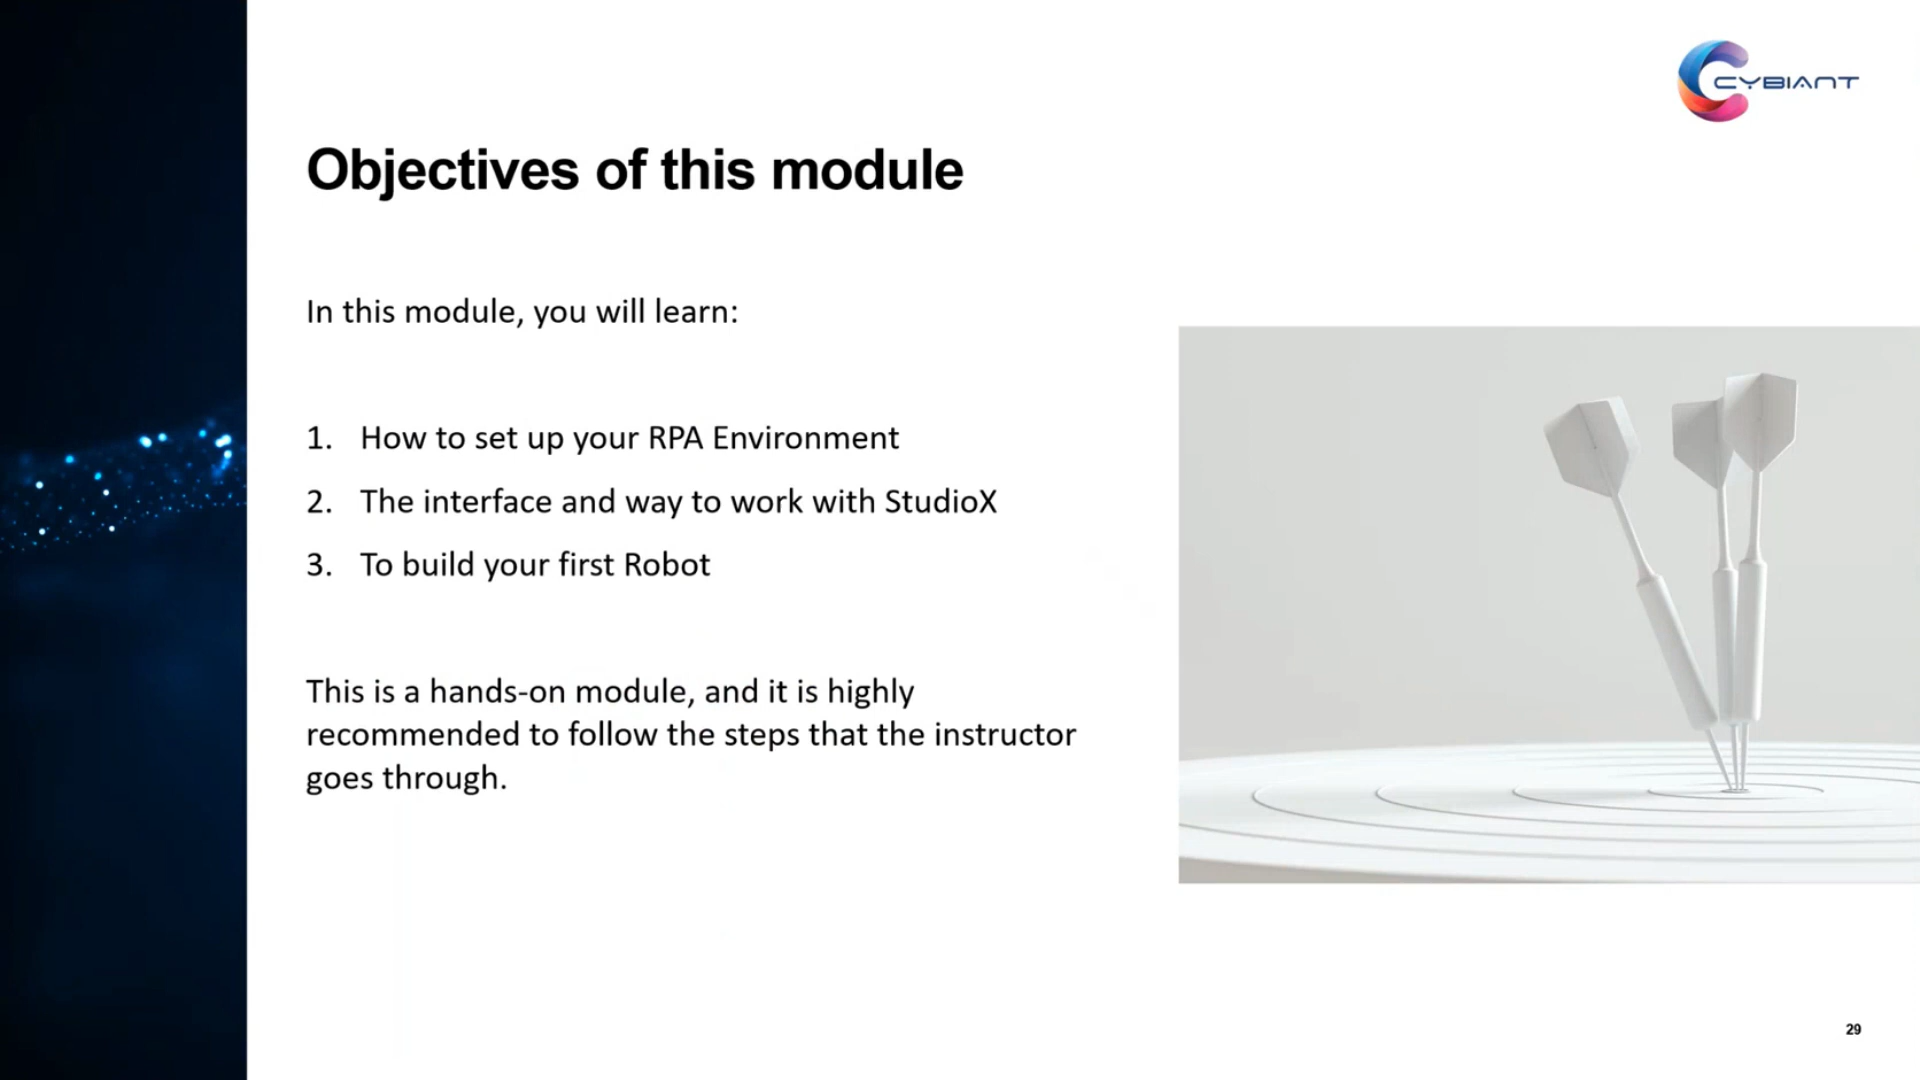 CYBIANT
Objectives of this module
In this module, you will learn:
1. How to set up your RPA Environment
2. The interface and way to work with StudioX
3. To build your first Robot
This is a hands-on module, and it is highly
recommended to follow the steps that the instructor
goes through.
29